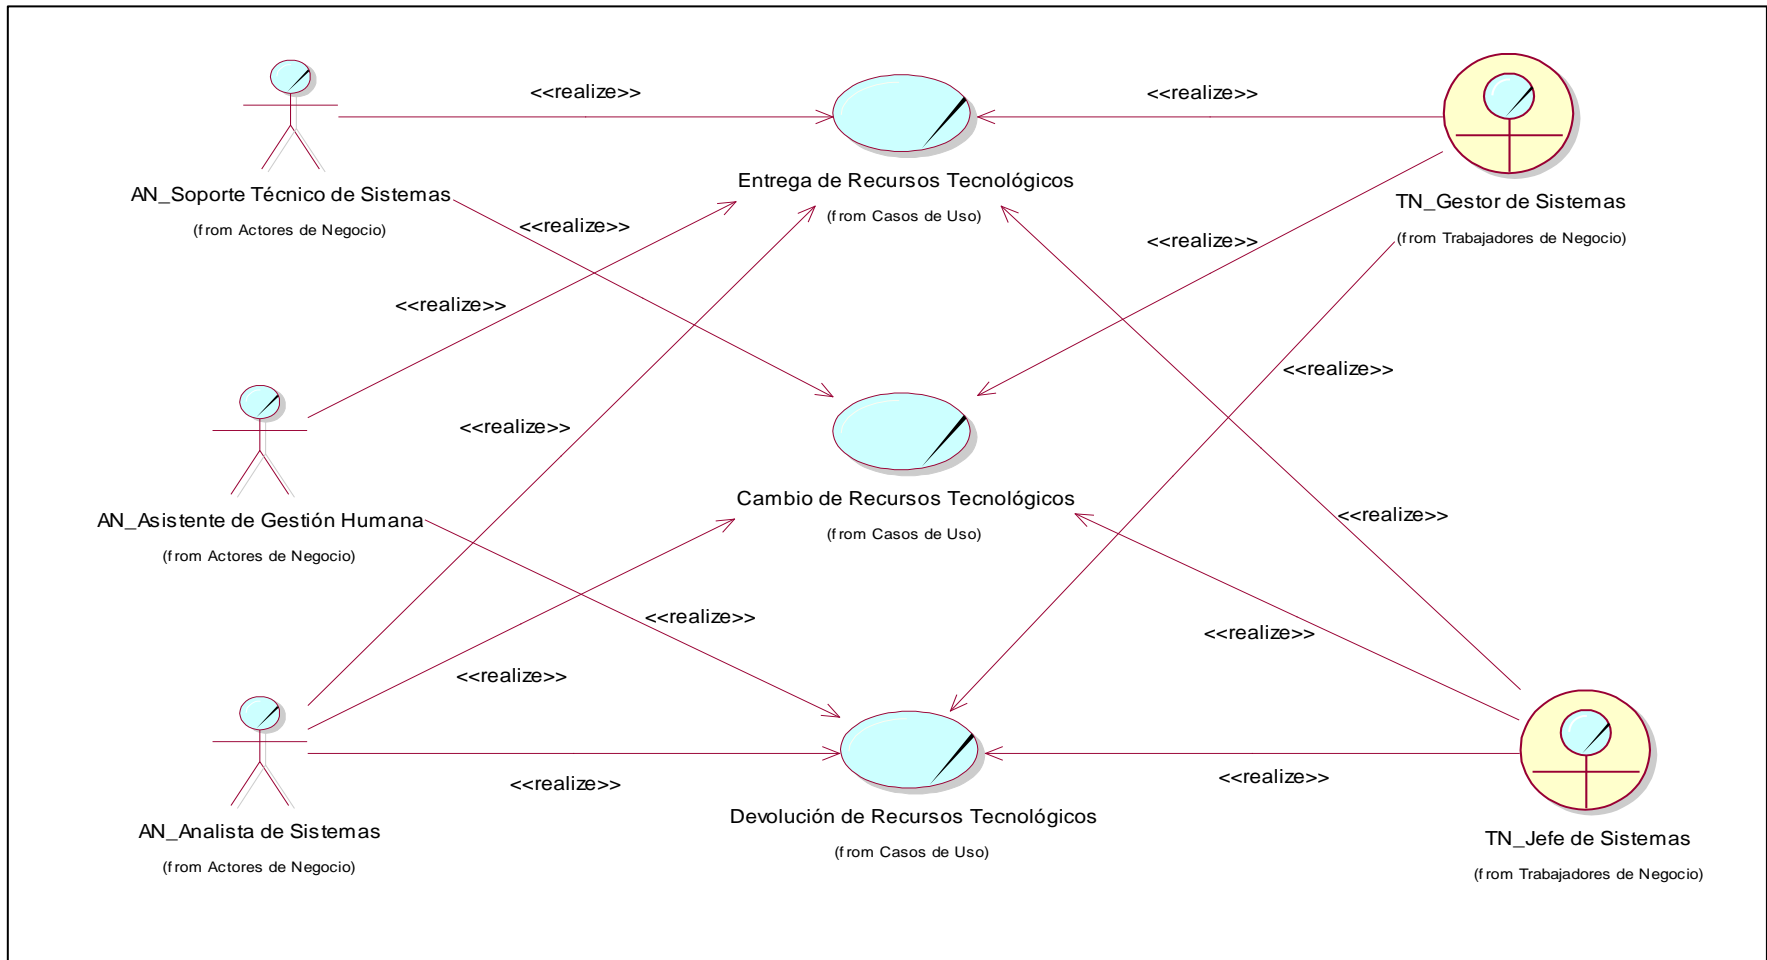 <<realize>>
<<realize>>
Entrega de Recursos Tecnológicos
(from Casos de Uso)
AN_Soporte Técnico de Sistemas
(from Actores de Negocio)
TN_Gestor de Sistemas
(from Trabajadores de Negocio)
<<realize>>
<<realize>>
<<realize>>
<<realize>>
<<realize>>
Cambio de Recursos Tecnológicos
(from Casos de Uso)
AN_Asistente de Gestión Humana
(from Actores de Negocio)
<<realize>>
<<realize>>
<<realize>>
<<realize>>
<<realize>>
<<realize>>
Devolución de Recursos Tecnológicos
(from Casos de Uso)
AN_Analista de Sistemas
(from Actores de Negocio)
TN_Jefe de Sistemas
(from Trabajadores de Negocio)